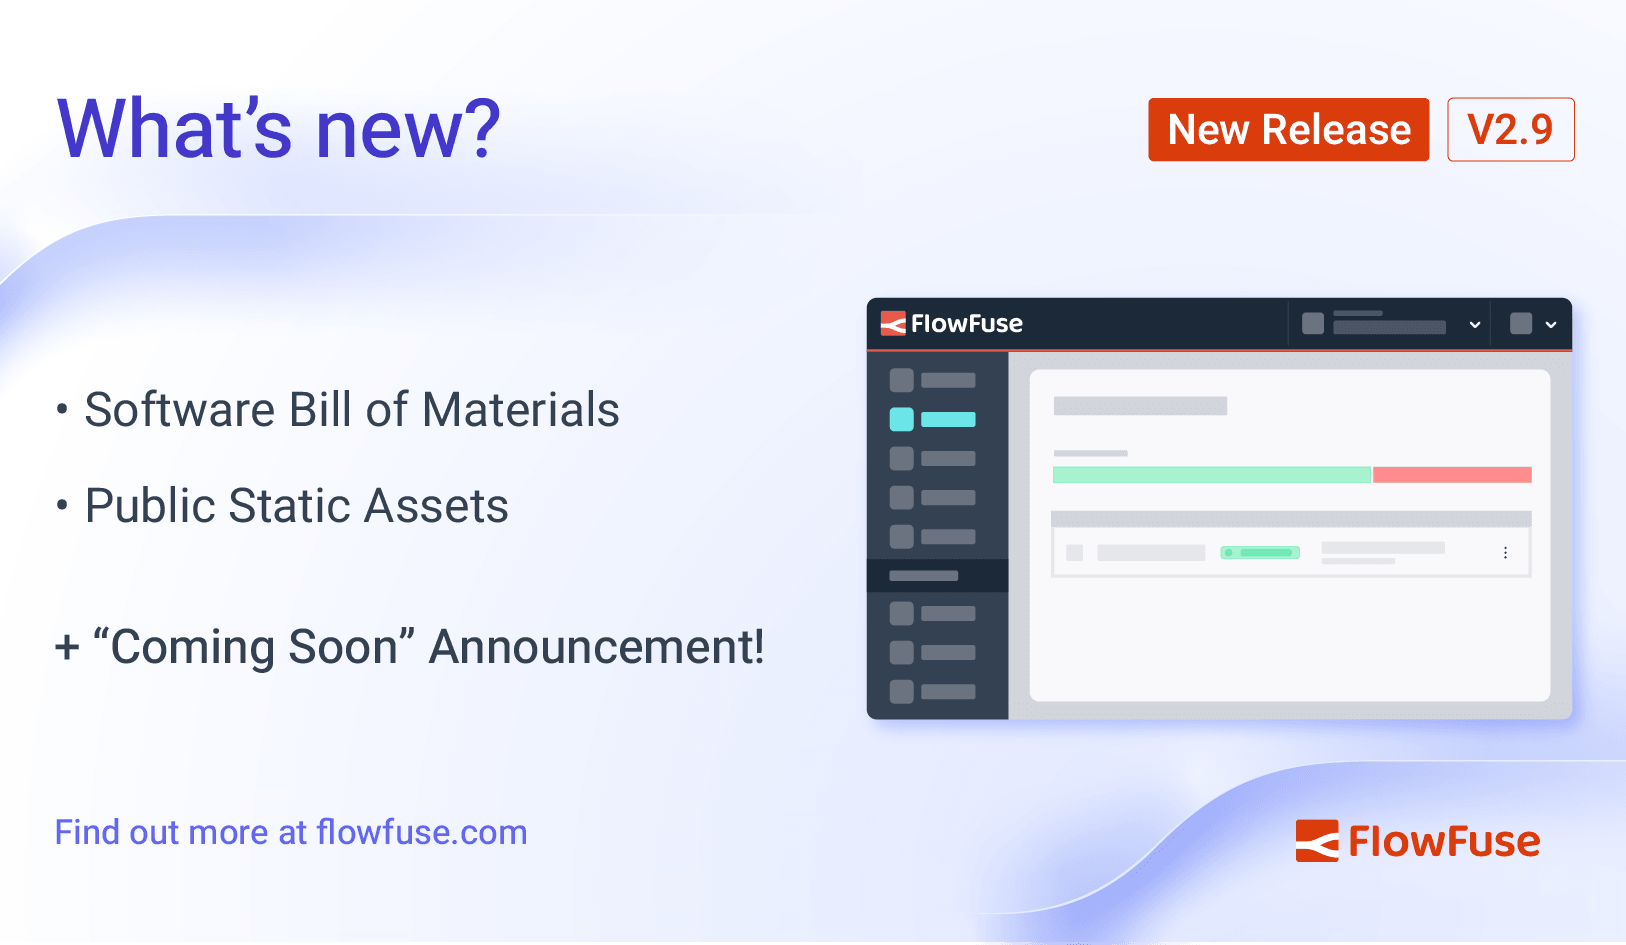 What’s new?
New Release
V2.9
• Software Bill of Materials
• Public Static Assets
+ “Coming Soon” Announcement!
Find out more at flowfuse.com
FlowFuse
FlowFuse